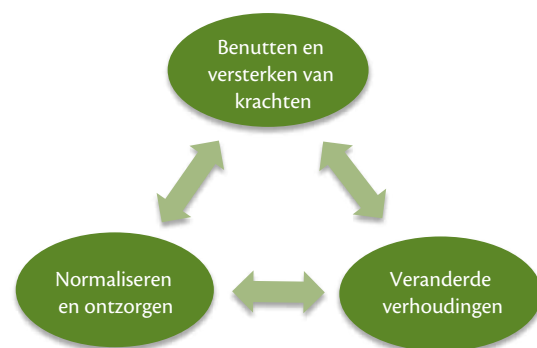 Benutten en
versterken van
krachten
Normaliseren
en ontzorgen
Veranderde
verhoudingen